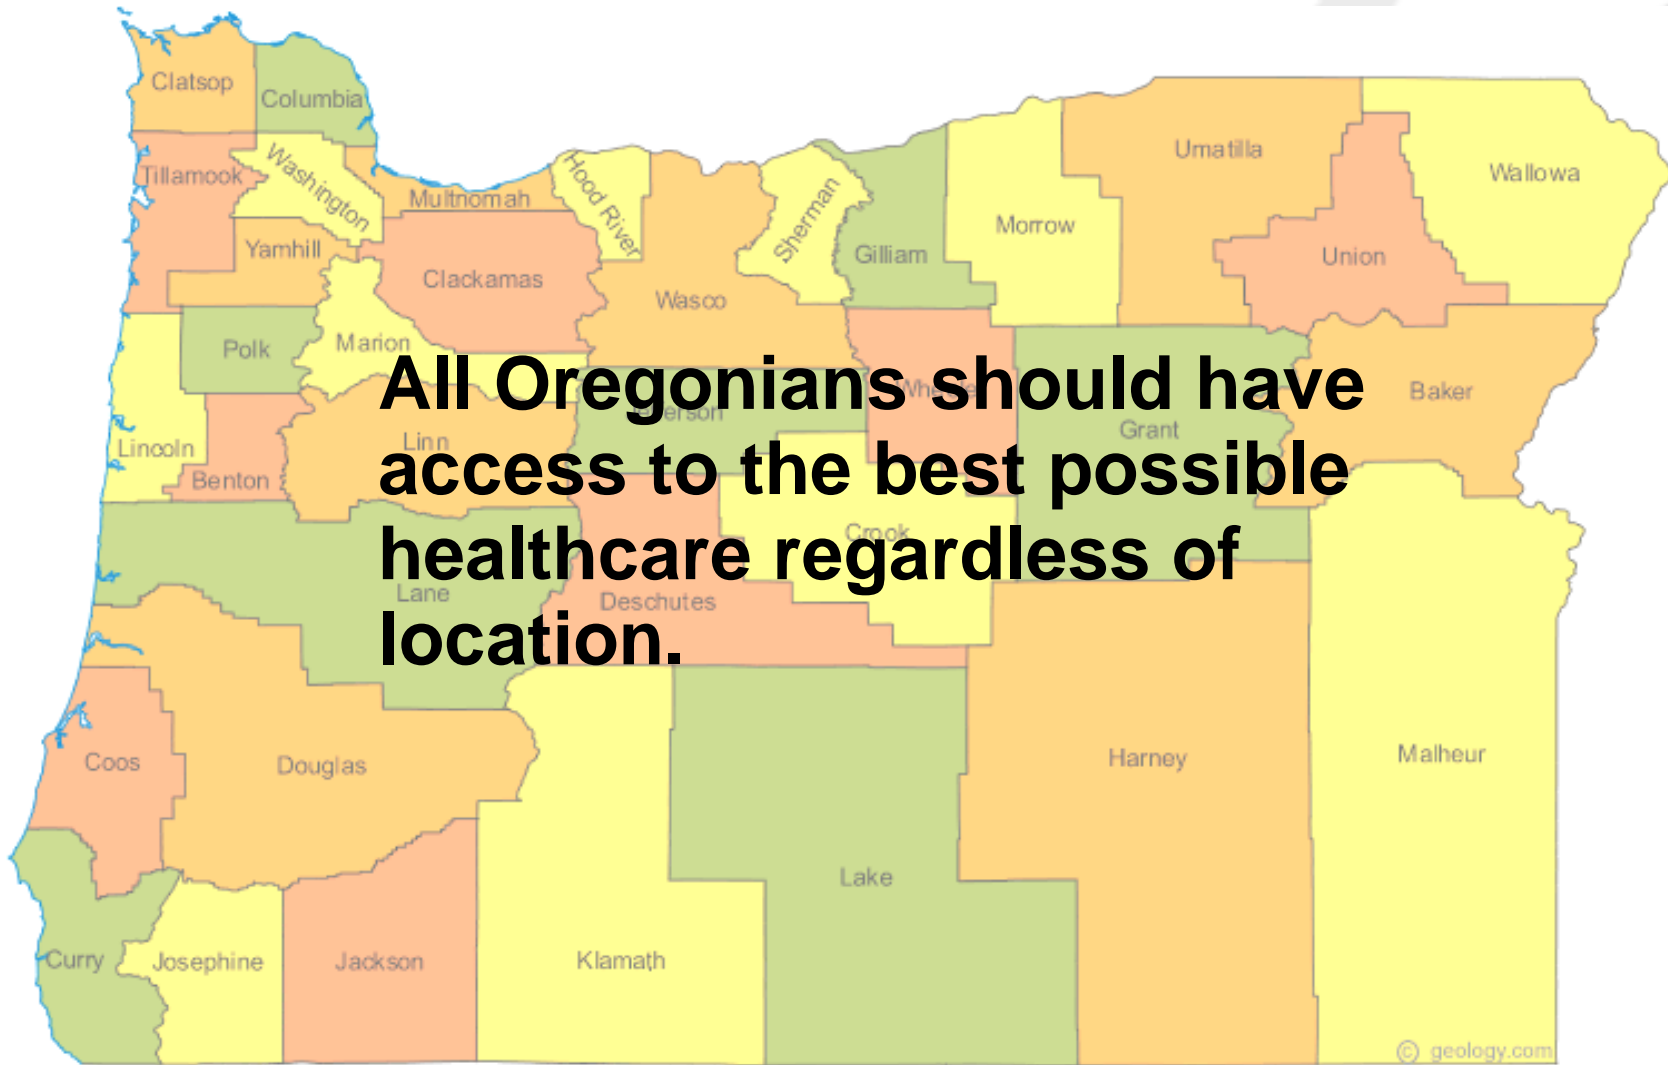 Clatsop
Columbia
Tillamook
Washington
Multnomah
Hood River
Sherman
Gilliam
Morrow
Umatilla
Wallowa
Union
Yamhill
Clackamas
Wasco
Polk
Marion
All Oregonians should have
access to the best possible
healthcare regardless of
location.
Jefferson
Wheeler
Grant
Baker
Lincoln
Benton
Linn
Crook
Lane
Deschutes
Coos
Douglas
Harney
Malheur
Lake
Curry
Josephine
Jackson
Klamath
© geology.com